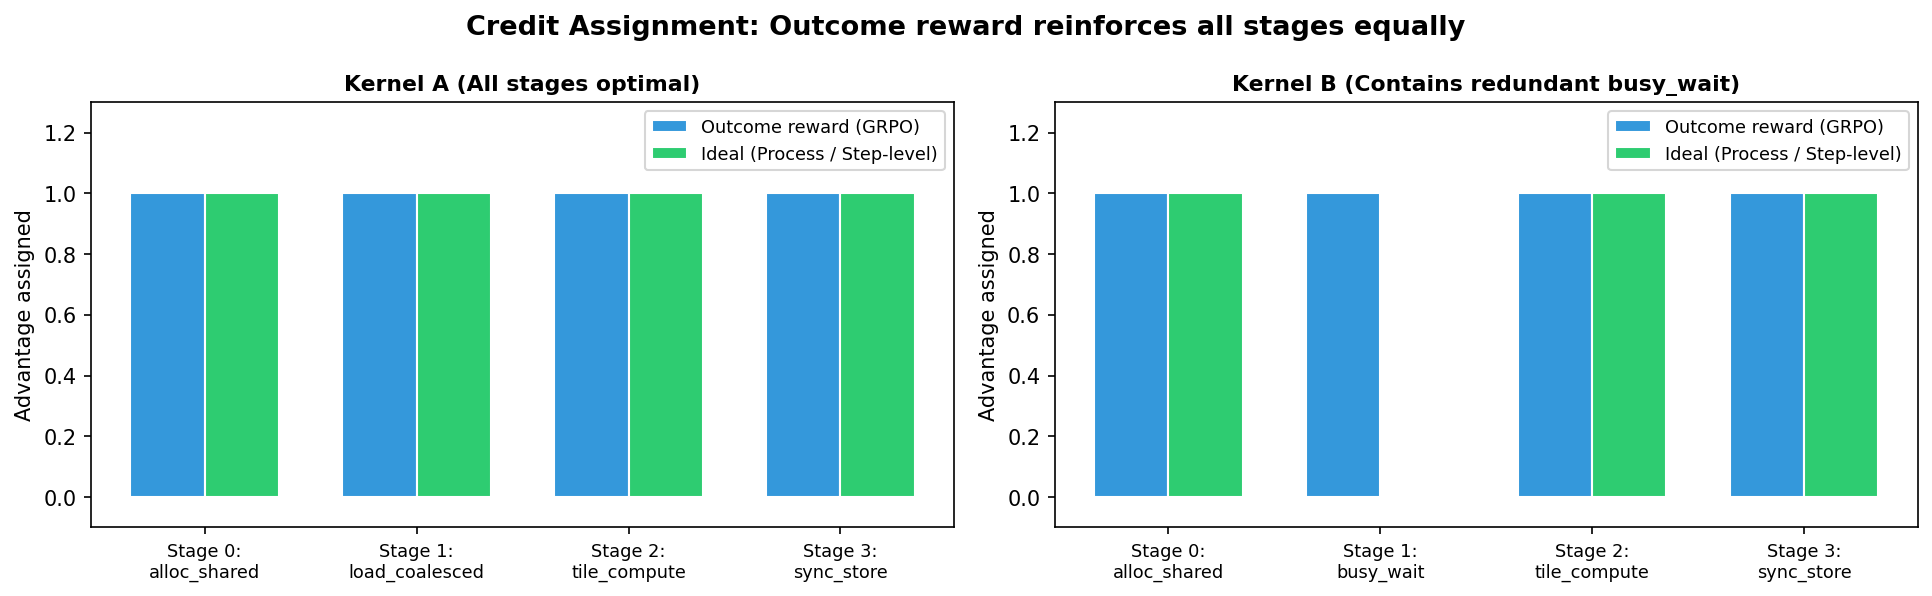 Credit Assignment: Outcome reward reinforces all stages equally
Kernel A (All stages optimal)
Outcome reward (GRPO)
Ideal (Process / Step-level)
Advantage assigned
1.2
1.0
0.8
0.6
0.4
0.2
0.0
Stage 0:
alloc_shared
Stage 1:
load_coalesced
Stage 2:
tile_compute
Stage 3:
sync_store
Kernel B (Contains redundant busy_wait)
Outcome reward (GRPO)
Ideal (Process / Step-level)
Advantage assigned
1.2
1.0
0.8
0.6
0.4
0.2
0.0
Stage 0:
alloc_shared
Stage 1:
busy_wait
Stage 2:
tile_compute
Stage 3:
sync_store